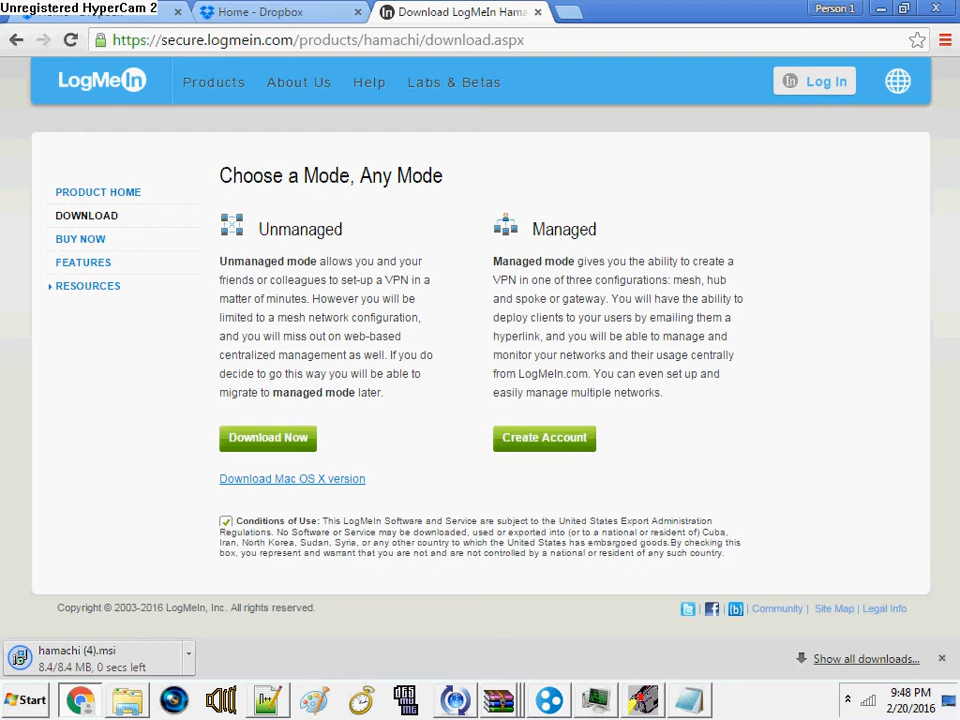 Unregistered HyperCam 2
Home - Dropbox
Download LogMeIn Hama
Person 1
https://secure.logmein.com/products/hamachi/download.aspx
LogMeIn
Products
About Us
Help
Labs & Betas
in Log In
Choose a Mode, Any Mode
PRODUCT HOME
DOWNLOAD
BUY NOW
FEATURES
RESOURCES
Unmanaged
Unmanaged mode allows you and your
friends or colleagues to set-up a VPN in a
matter of minutes. However you will be
limited to a mesh network configuration,
and you will miss out on web-based
centralized management as well. If you do
decide to go this way you will be able to
migrate to managed mode later.
Download Now
Download Mac OS X version
Managed
Managed mode gives you the ability to create a
VPN in one of three configurations: mesh, hub
and spoke or gateway. You will have the ability to
deploy clients to your users by emailing them a
hyperlink, and you will be able to manage and
monitor your networks and their usage centrally
from LogMeIn.com. You can even set up and
easily manage multiple networks.
Create Account
Conditions of Use: This LogMeIn Software and Service are subject to the United States Export Administration
Regulations. No Software or Service may be downloaded, used or exported into (or to a national or resident of) Cuba,
Iran, North Korea, Sudan, Syria, or any other country to which the United States has embargoed goods.By checking this
box, you represent and warrant that you are not and are not controlled by a national or resident of any such country.
Copyright © 2003-2016 LogMeIn, Inc. All rights reserved.
Community | Site Map | Legal Info
hamachi (4).msi
8.4/8.4 MB, 0 secs left
Show all downloads...
Start
9:48 PM
2/20/2016